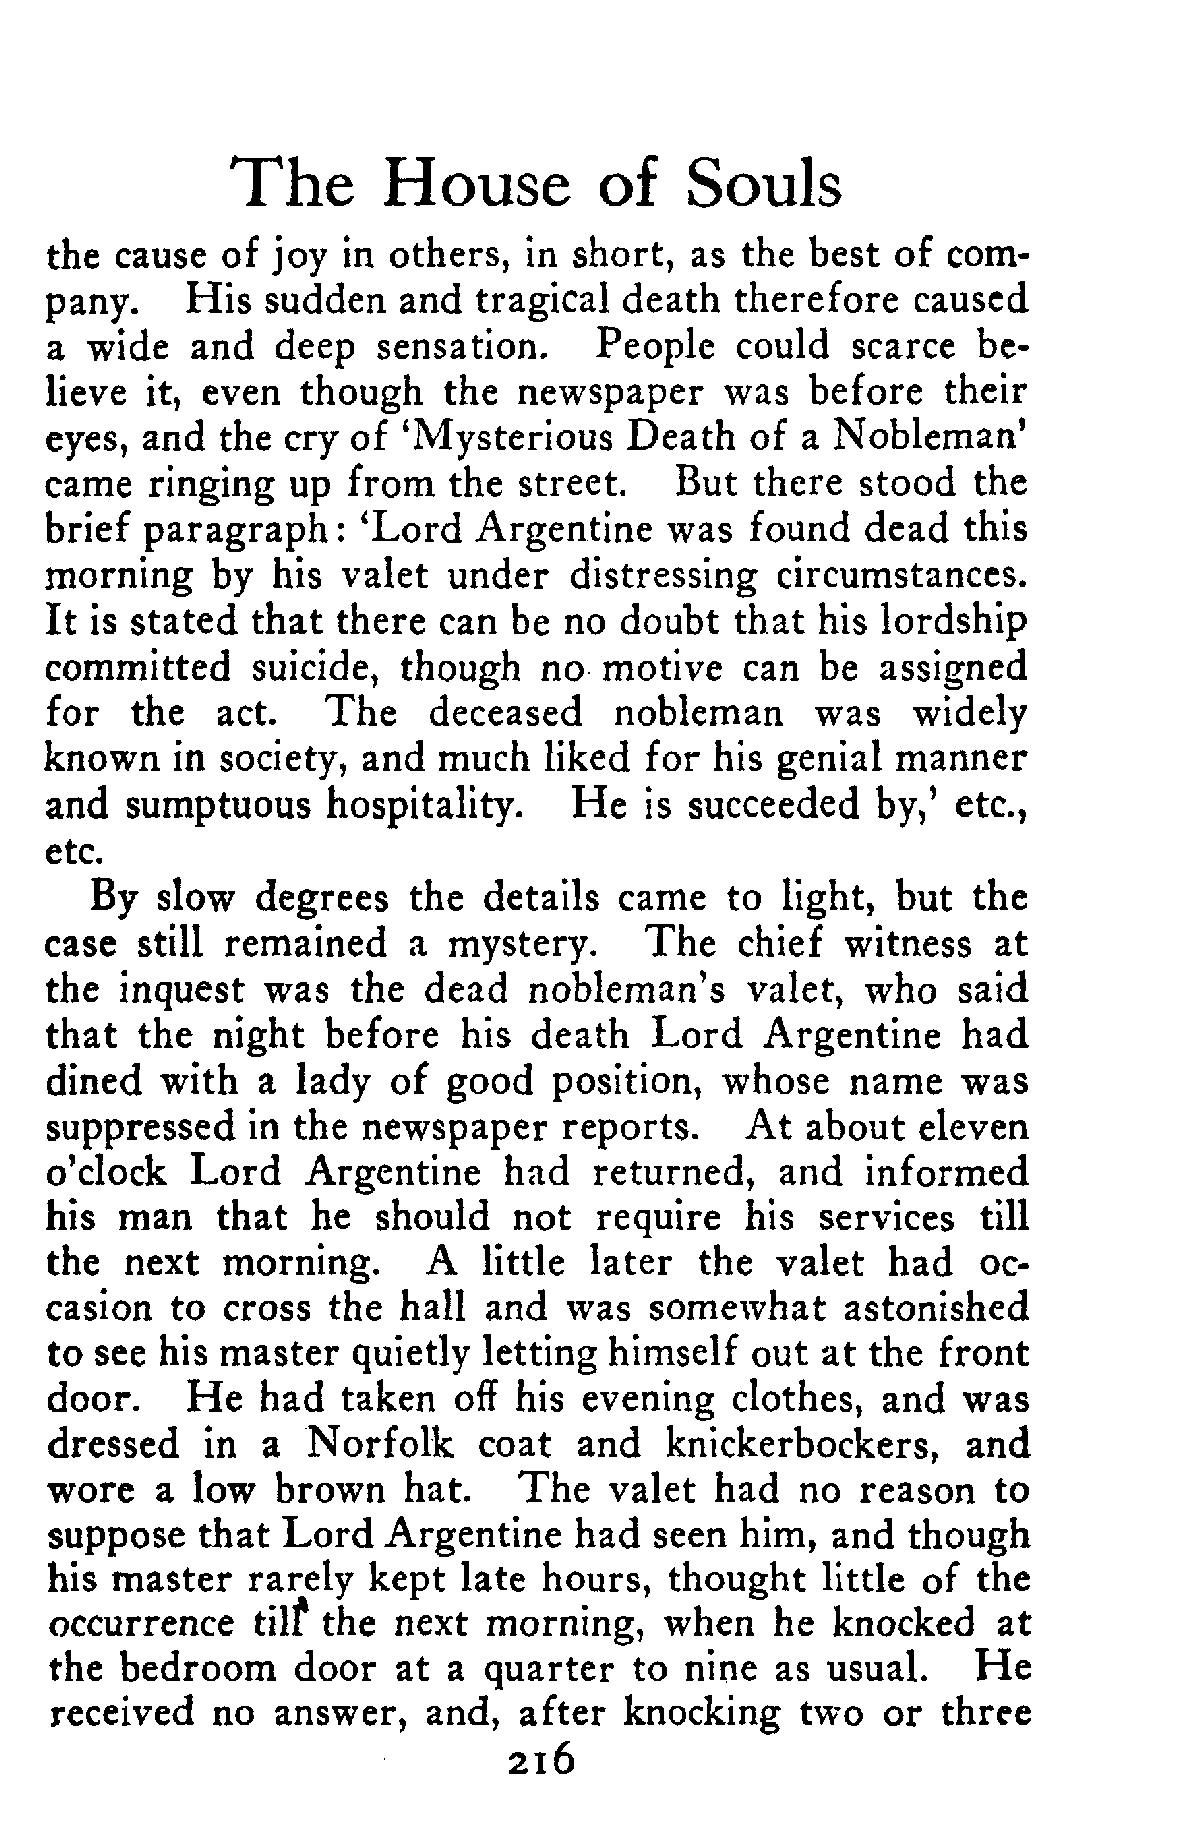 The House of Souls
the cause of joy in others, in short, as the best of com-
pany. His sudden and tragical death therefore caused
a wide and deep sensation. People could scarce be-
lieve it, even though the newspaper was before their
eyes, and the cry of ‘Mysterious Death of a Nobleman’
came ringing up from the street. But there stood the
brief paragraph: ‘Lord Argentine was found dead this
morning by his valet under distressing circumstances.
It is stated that there can be no doubt that his lordship
committed suicide, though no motive can be assigned
for the act. The deceased nobleman was widely
known in society, and much liked for his genial manner
and sumptuous hospitality. He is succeeded by,’ etc.,
etc.
By slow degrees the details came to light, but the
case still remained a mystery. The chief witness at
the inquest was the dead nobleman’s valet, who said
that the night before his death Lord Argentine had
dined with a lady of good position, whose name was
suppressed in the newspaper reports. At about eleven
o’clock Lord Argentine had returned, and informed
his man that he should not require his services till
the next morning. A little later the valet had oc-
casion to cross the hall and was somewhat astonished
to see his master quietly letting himself out at the front
door. He had taken off his evening clothes, and was
dressed in a Norfolk coat and knickerbockers, and
wore a low brown hat. The valet had no reason to
suppose that Lord Argentine had seen him, and though
his master rarely kept late hours, thought little of the
occurrence till the next morning, when he knocked at
the bedroom door at a quarter to nine as usual. He
received no answer, and, after knocking two or three
216